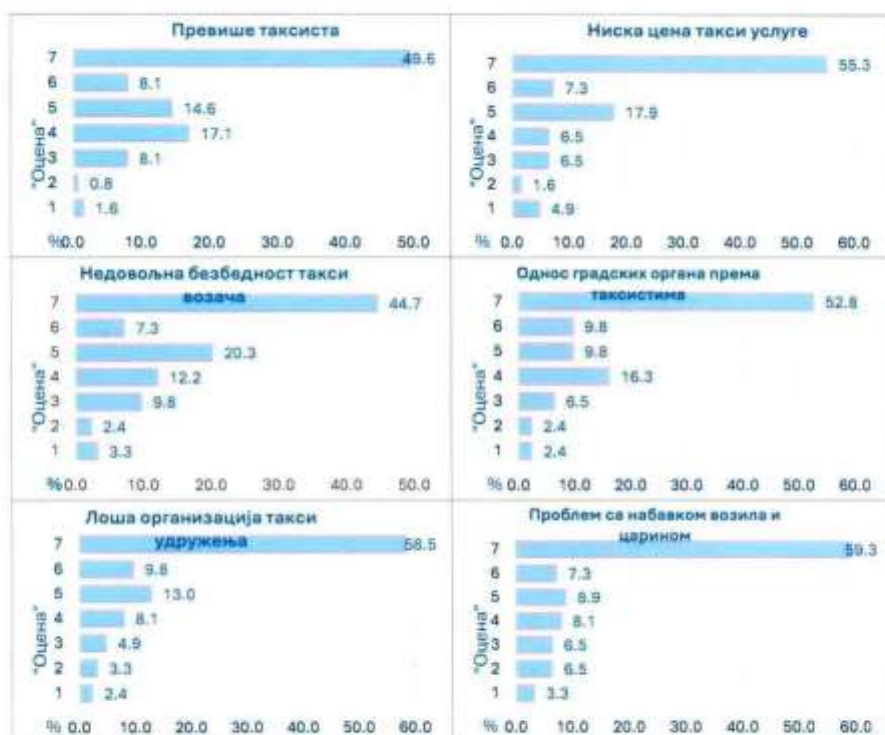 Превише таксиста
7 49.6
6 8.1
5 14.6
4 17.1
3 8.1
2 0.8
1 1.6
"Оцена"
%0.0 10.0 20.0 30.0 40.0 50.0
Ниска цена такси услуге
7 55.3
6 7.3
5 17.9
4 6.5
3 6.5
2 1.6
1 4.9
"Оцена"
% 0.0 10.0 20.0 30.0 40.0 50.0 60.0
Недовољна безбедност такси
возача
7 44.7
6 7.3
5 20.3
4 12.2
3 9.8
2 2.4
1 3.3
"Оцена"
%0.0 10.0 20.0 30.0 40.0 50.0
Однос градских органа према
таксистима
7 52.8
6 9.8
5 9.8
4 16.3
3 6.5
2 2.4
1 2.4
"Оцена"
% 0.0 10.0 20.0 30.0 40.0 50.0 60.0
Лоша организација такси
удружења
7 58.5
6 9.8
5 13.0
4 8.1
3 4.9
2 3.3
1 2.4
"Оцена"
% 0.0 10.0 20.0 30.0 40.0 50.0 60.0
Проблем са набавком возила и
царином
7 59.3
6 7.3
5 8.9
4 8.1
3 6.5
2 6.5
1 3.3
"Оцена"
% 0.0 10.0 20.0 30.0 40.0 50.0 60.0